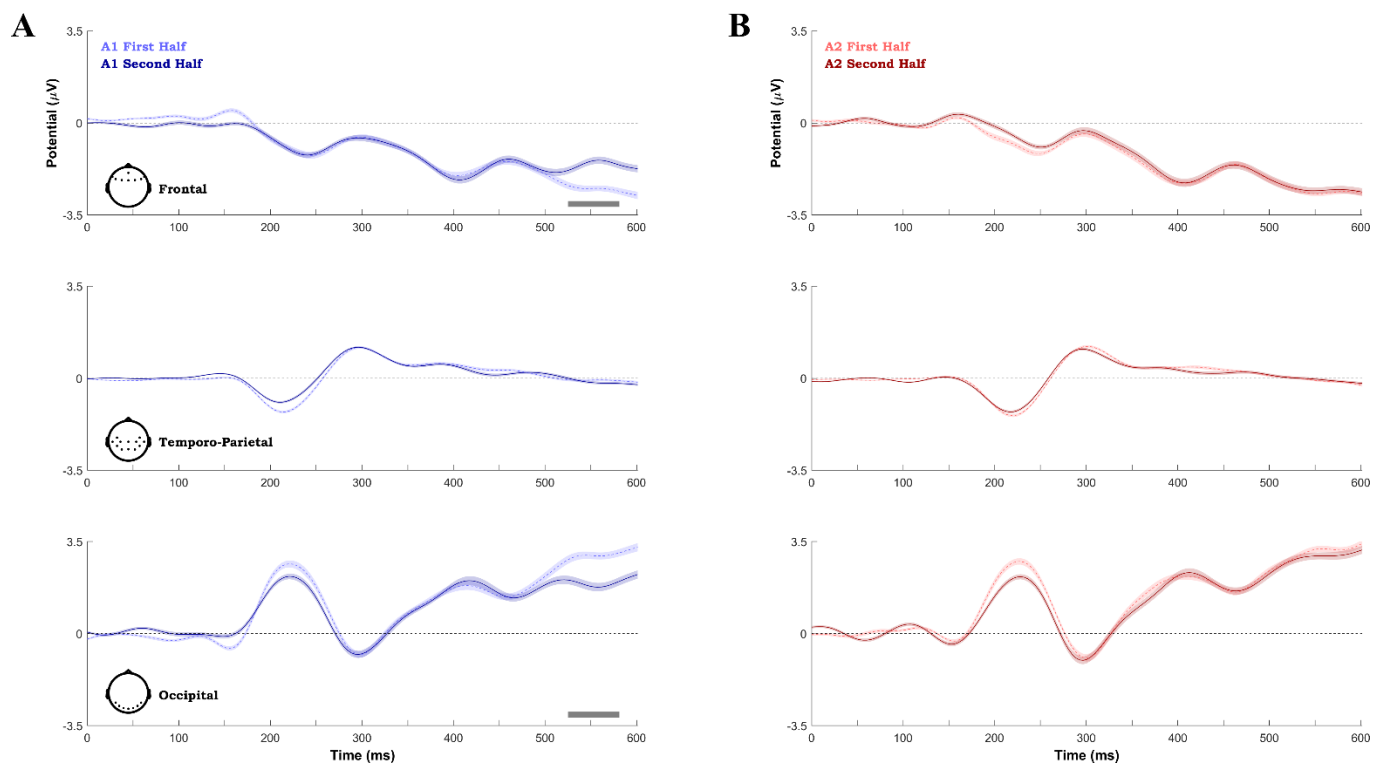 A
B
A1 First Half
A1 Second Half
A2 First Half
A2 Second Half
Potential (μV)
3.5
0
-3.5
Frontal
0 100 200 300 400 500 600
Potential (μV)
3.5
0
-3.5
0 100 200 300 400 500 600
3.5
0
-3.5
Temporo-Parietal
0 100 200 300 400 500 600
3.5
0
-3.5
0 100 200 300 400 500 600
3.5
0
-3.5
Occipital
0 100 200 300 400 500 600
Time (ms)
3.5
0
-3.5
0 100 200 300 400 500 600
Time (ms)